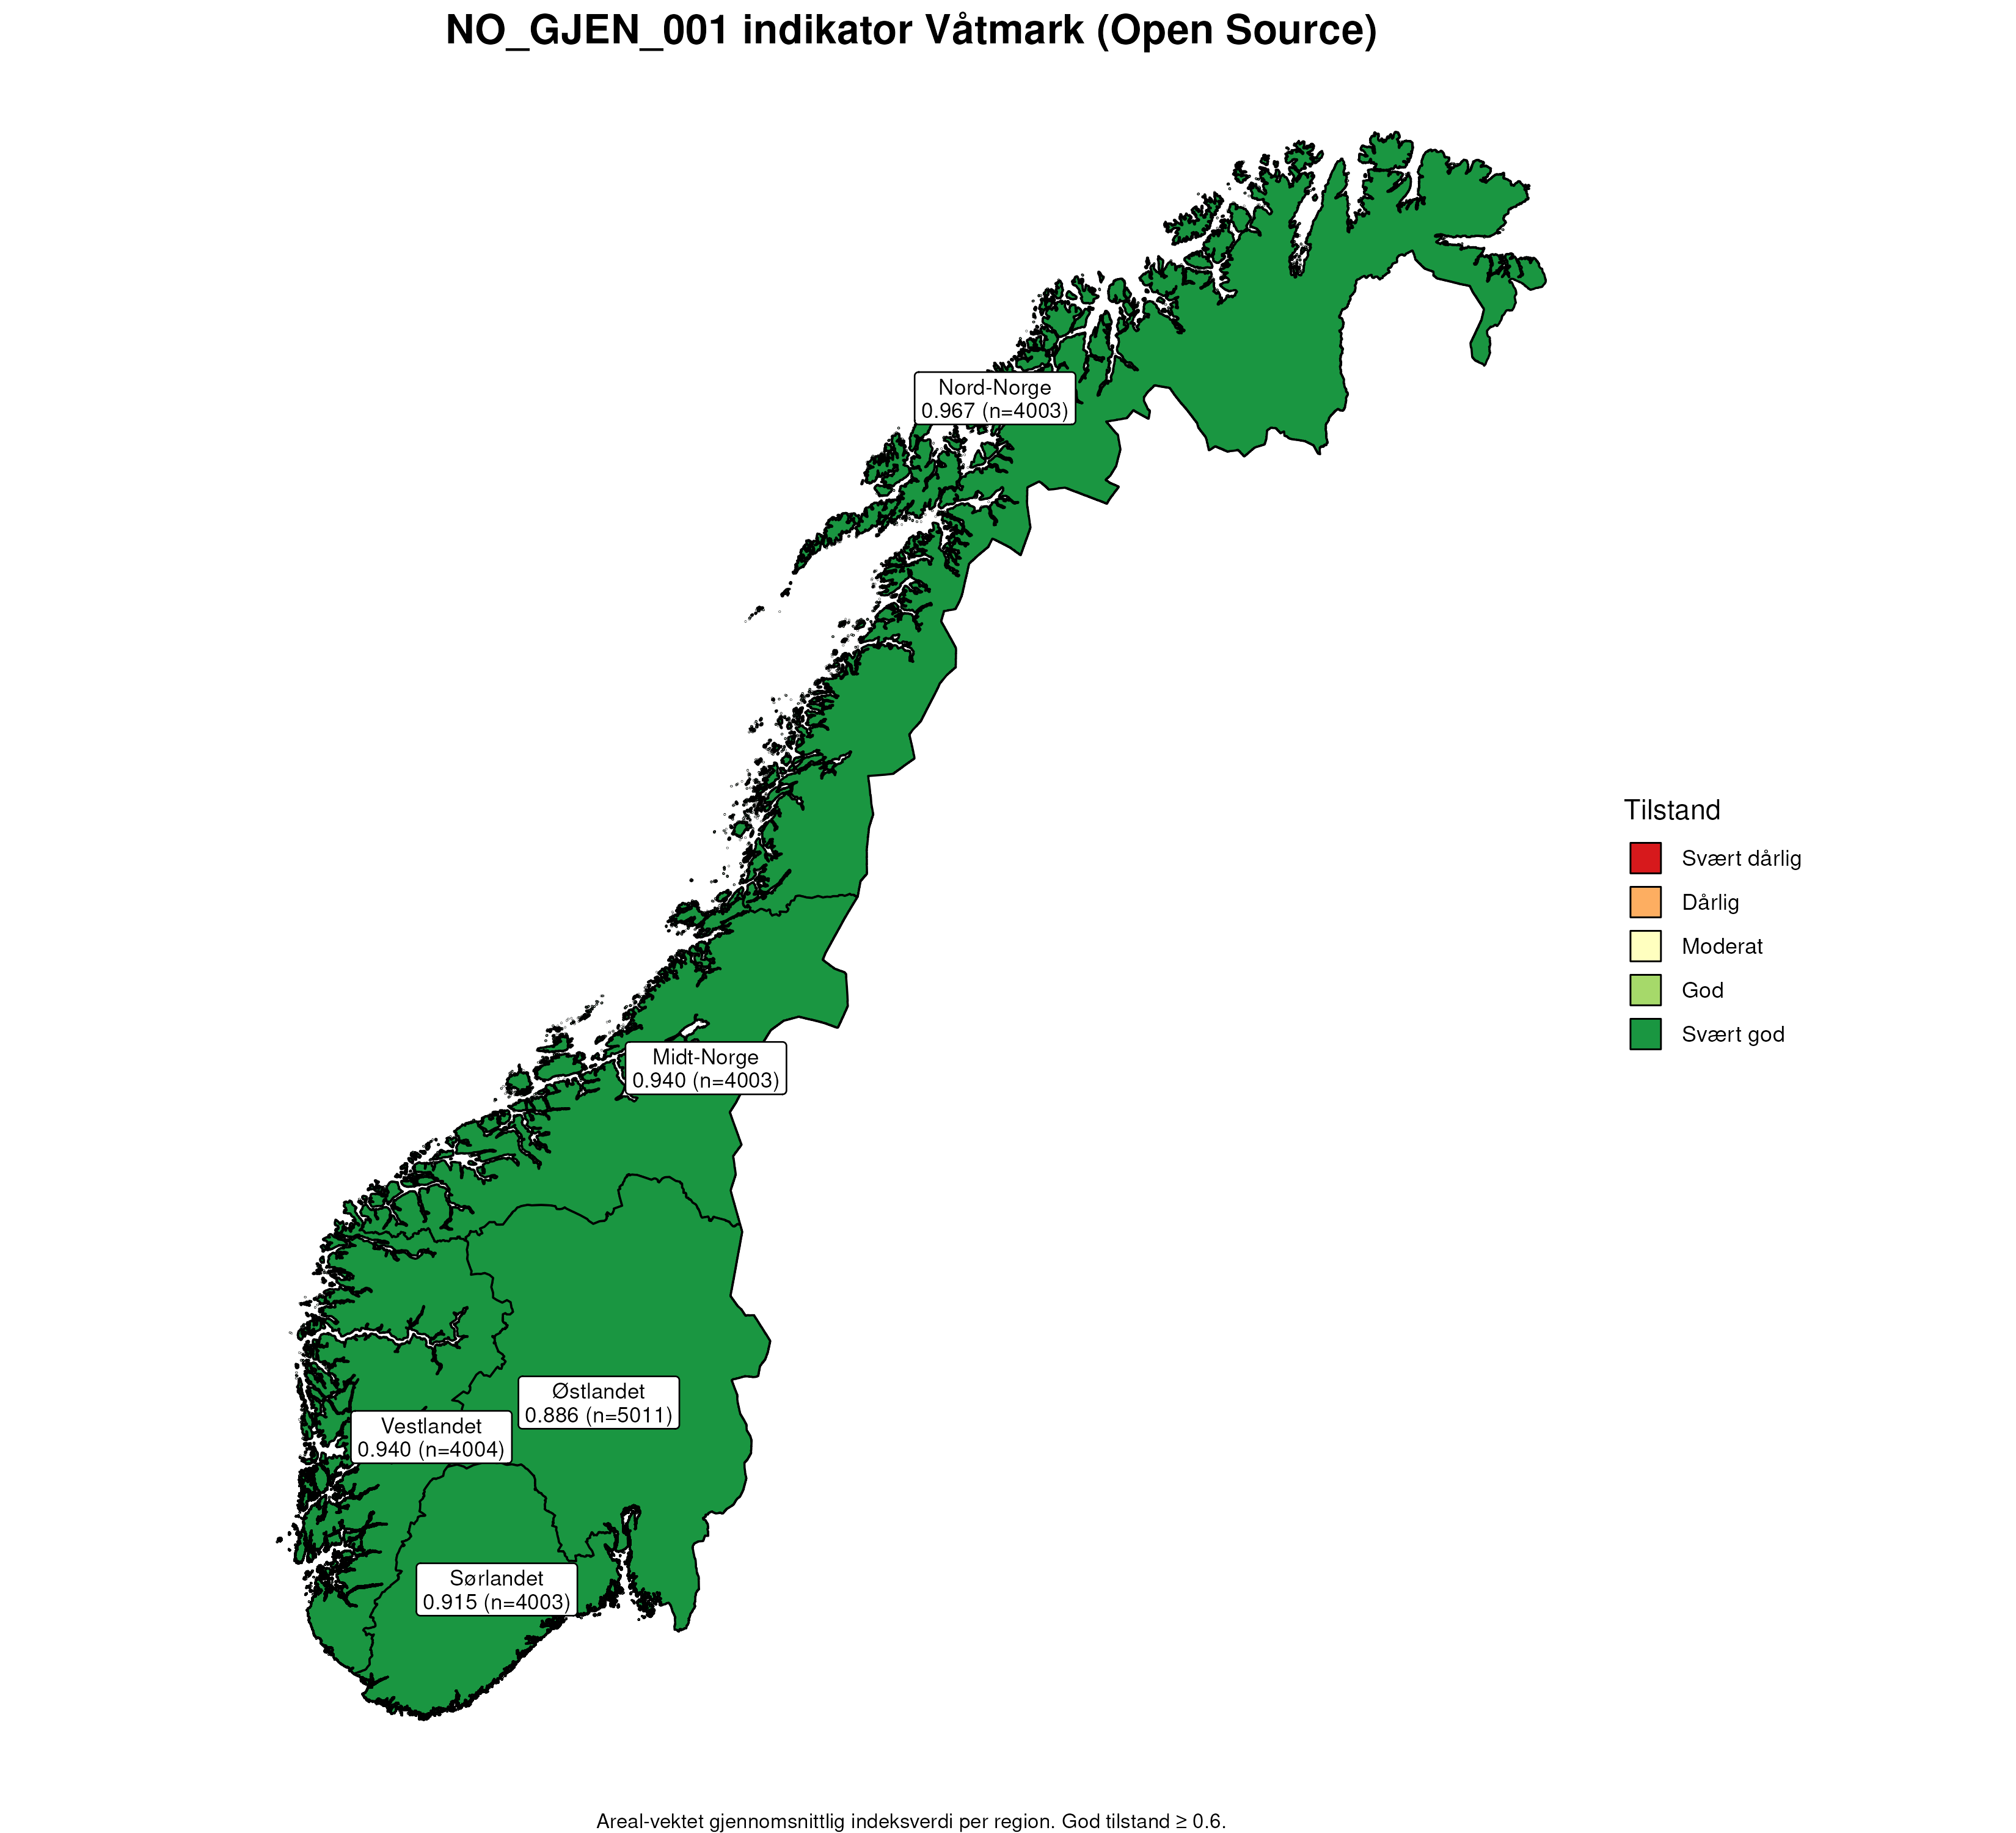 NO_GJEN_001 indikator Våtmark (Open Source)
Nord-Norge
0.967 (n=4003)
Tilstand
Svært dårlig
Dårlig
Moderat
God
Svært god
Midt-Norge
0.940 (n=4003)
Østlandet
0.886 (n=5011)
Vestlandet
0.940 (n=4004)
Sørlandet
0.915 (n=4003)
Areal-vektet gjennomsnittlig indeksverdi per region. God tilstand ≥ 0.6.